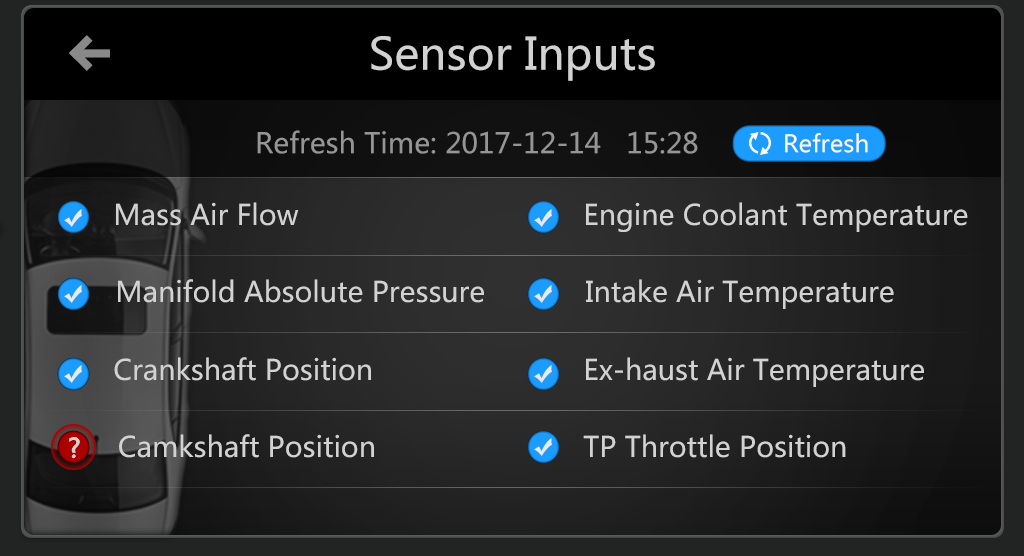 Sensor Inputs
Refresh Time: 2017-12-14 15:28 Refresh
Mass Air Flow
Engine Coolant Temperature
Manifold Absolute Pressure
Intake Air Temperature
Crankshaft Position
Ex-haust Air Temperature
? Camkshaft Position
TP Throttle Position